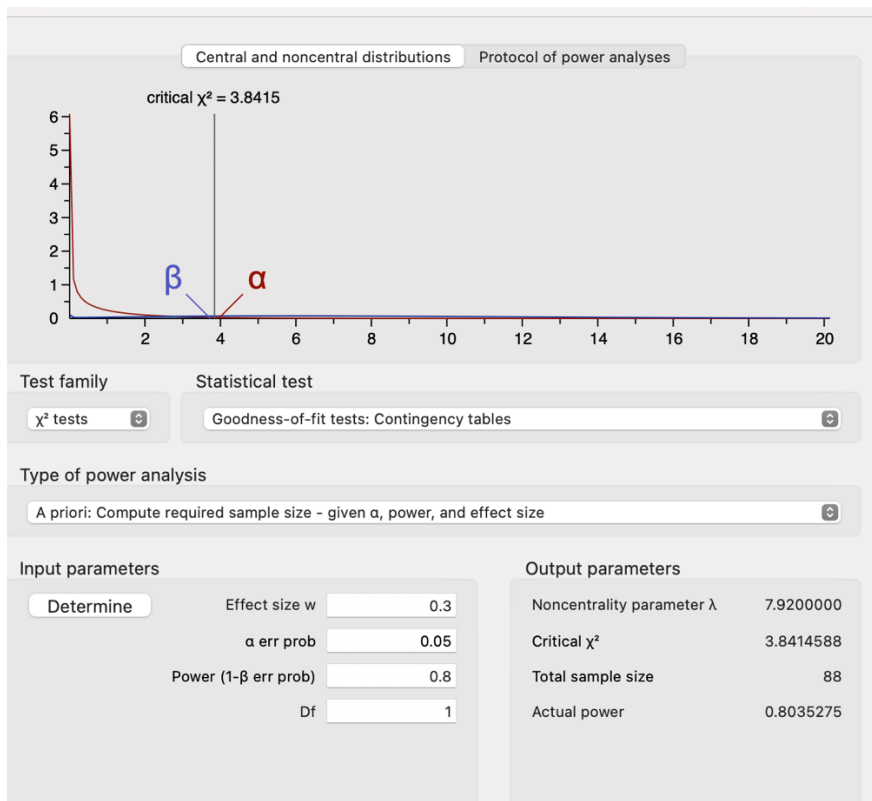 Central and noncentral distributions Protocol of power analyses
critical χ² = 3.8415
6
5
4
3
2
1
0
β α
2 4 6 8 10 12 14 16 18 20
Test family Statistical test
χ² tests Goodness-of-fit tests: Contingency tables
Type of power analysis
A priori: Compute required sample size - given α, power, and effect size
Input parameters Output parameters
Determine Effect size w 0.3 Noncentrality parameter λ 7.9200000
α err prob 0.05 Critical χ² 3.8414588
Power (1-β err prob) 0.8 Total sample size 88
Df 1 Actual power 0.8035275